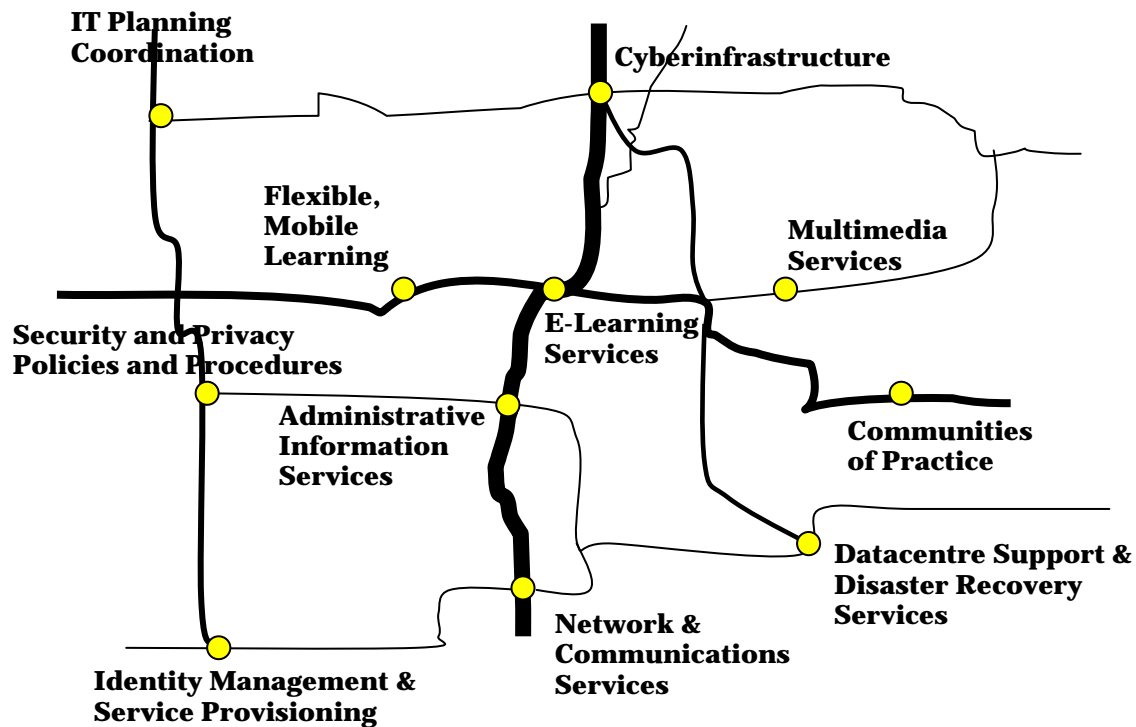 IT Planning
Coordination
Cyberinfrastructure
Flexible,
Mobile
Learning
Multimedia
Services
Security and Privacy
Policies and Procedures
E-Learning
Services
Administrative
Information
Services
Communities
of Practice
Datacentre Support &
Disaster Recovery
Services
Network &
Communications
Services
Identity Management &
Service Provisioning